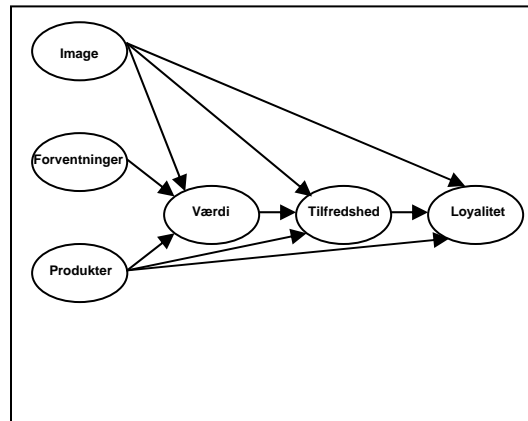 Image
Forventninger
Værdi
Tilfredshed
Loyalitet
Produkter